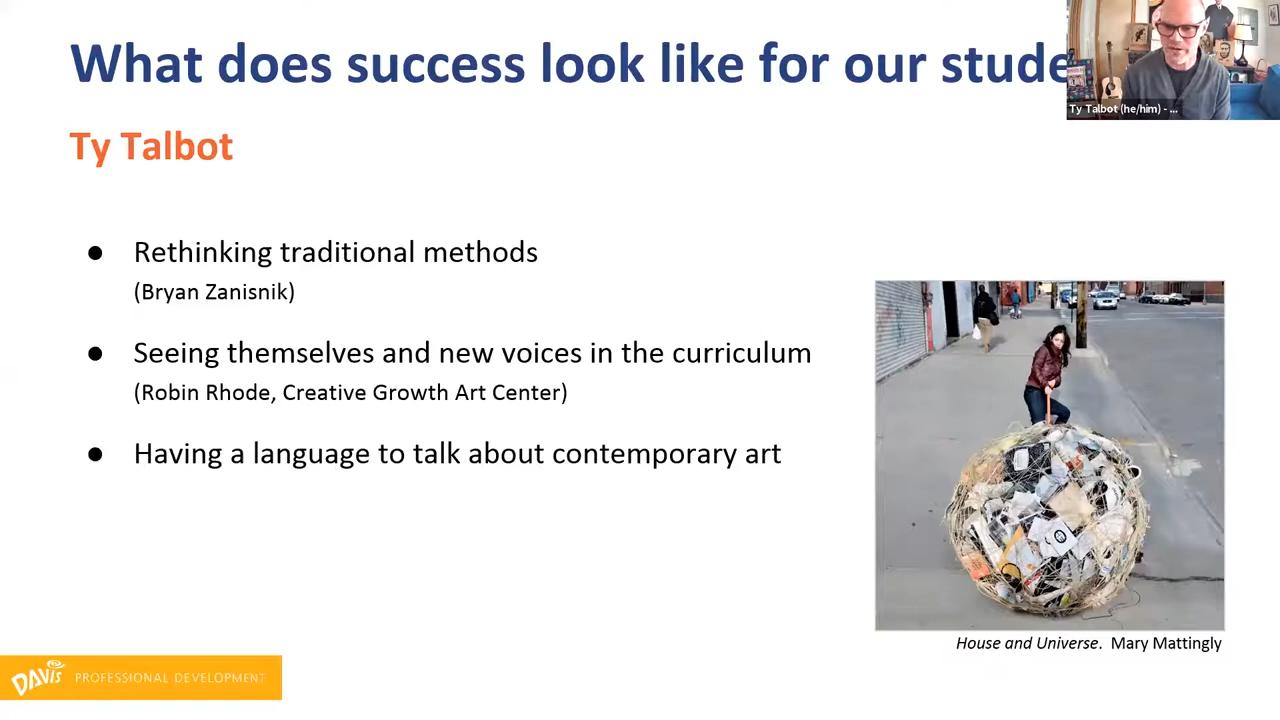 What does success look like for our stude
Ty Talbot (he/him) - ...
Ty Talbot
● Rethinking traditional methods
(Bryan Zanisnik)
● Seeing themselves and new voices in the curriculum
(Robin Rhode, Creative Growth Art Center)
● Having a language to talk about contemporary art
House and Universe. Mary Mattingly
DAVIS PROFESSIONAL DEVELOPMENT